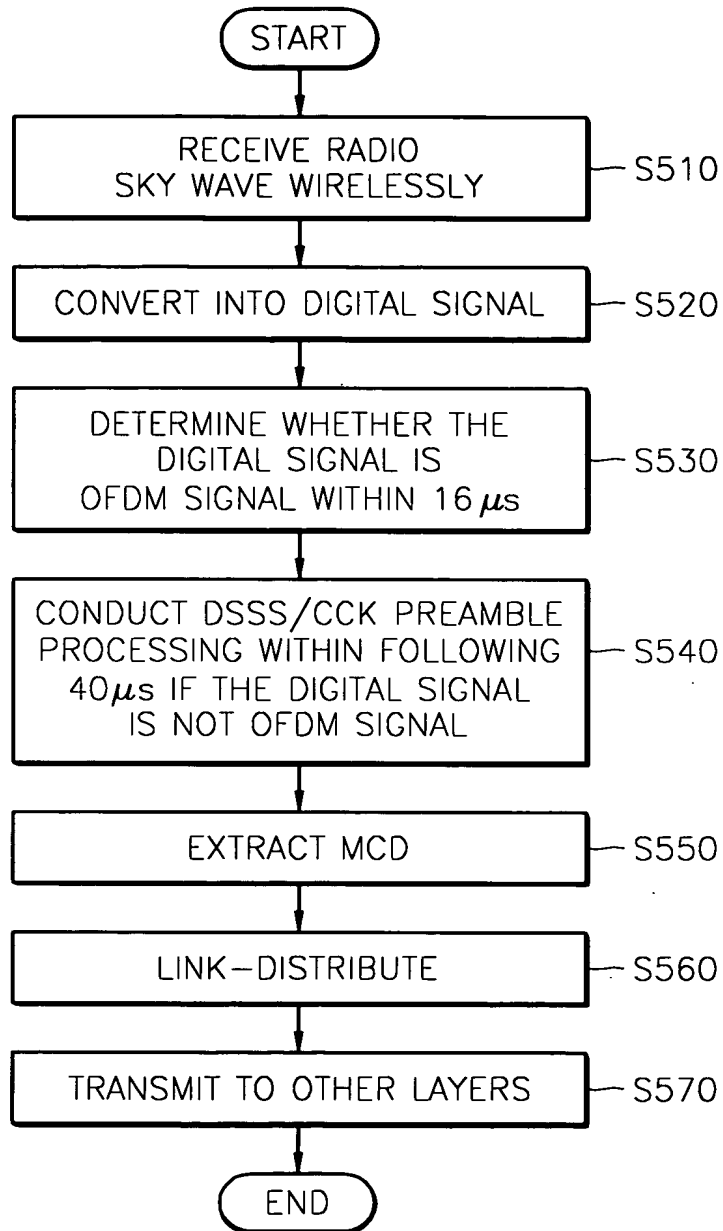 START
RECEIVE RADIO
SKY WAVE WIRELESSLY
S510
CONVERT INTO DIGITAL SIGNAL
S520
DETERMINE WHETHER THE
DIGITAL SIGNAL IS
OFDM SIGNAL WITHIN 16 μs
S530
CONDUCT DSSS/CCK PREAMBLE
PROCESSING WITHIN FOLLOWING
40μs IF THE DIGITAL SIGNAL
IS NOT OFDM SIGNAL
S540
EXTRACT MCD
S550
LINK-DISTRIBUTE
S560
TRANSMIT TO OTHER LAYERS
S570
END